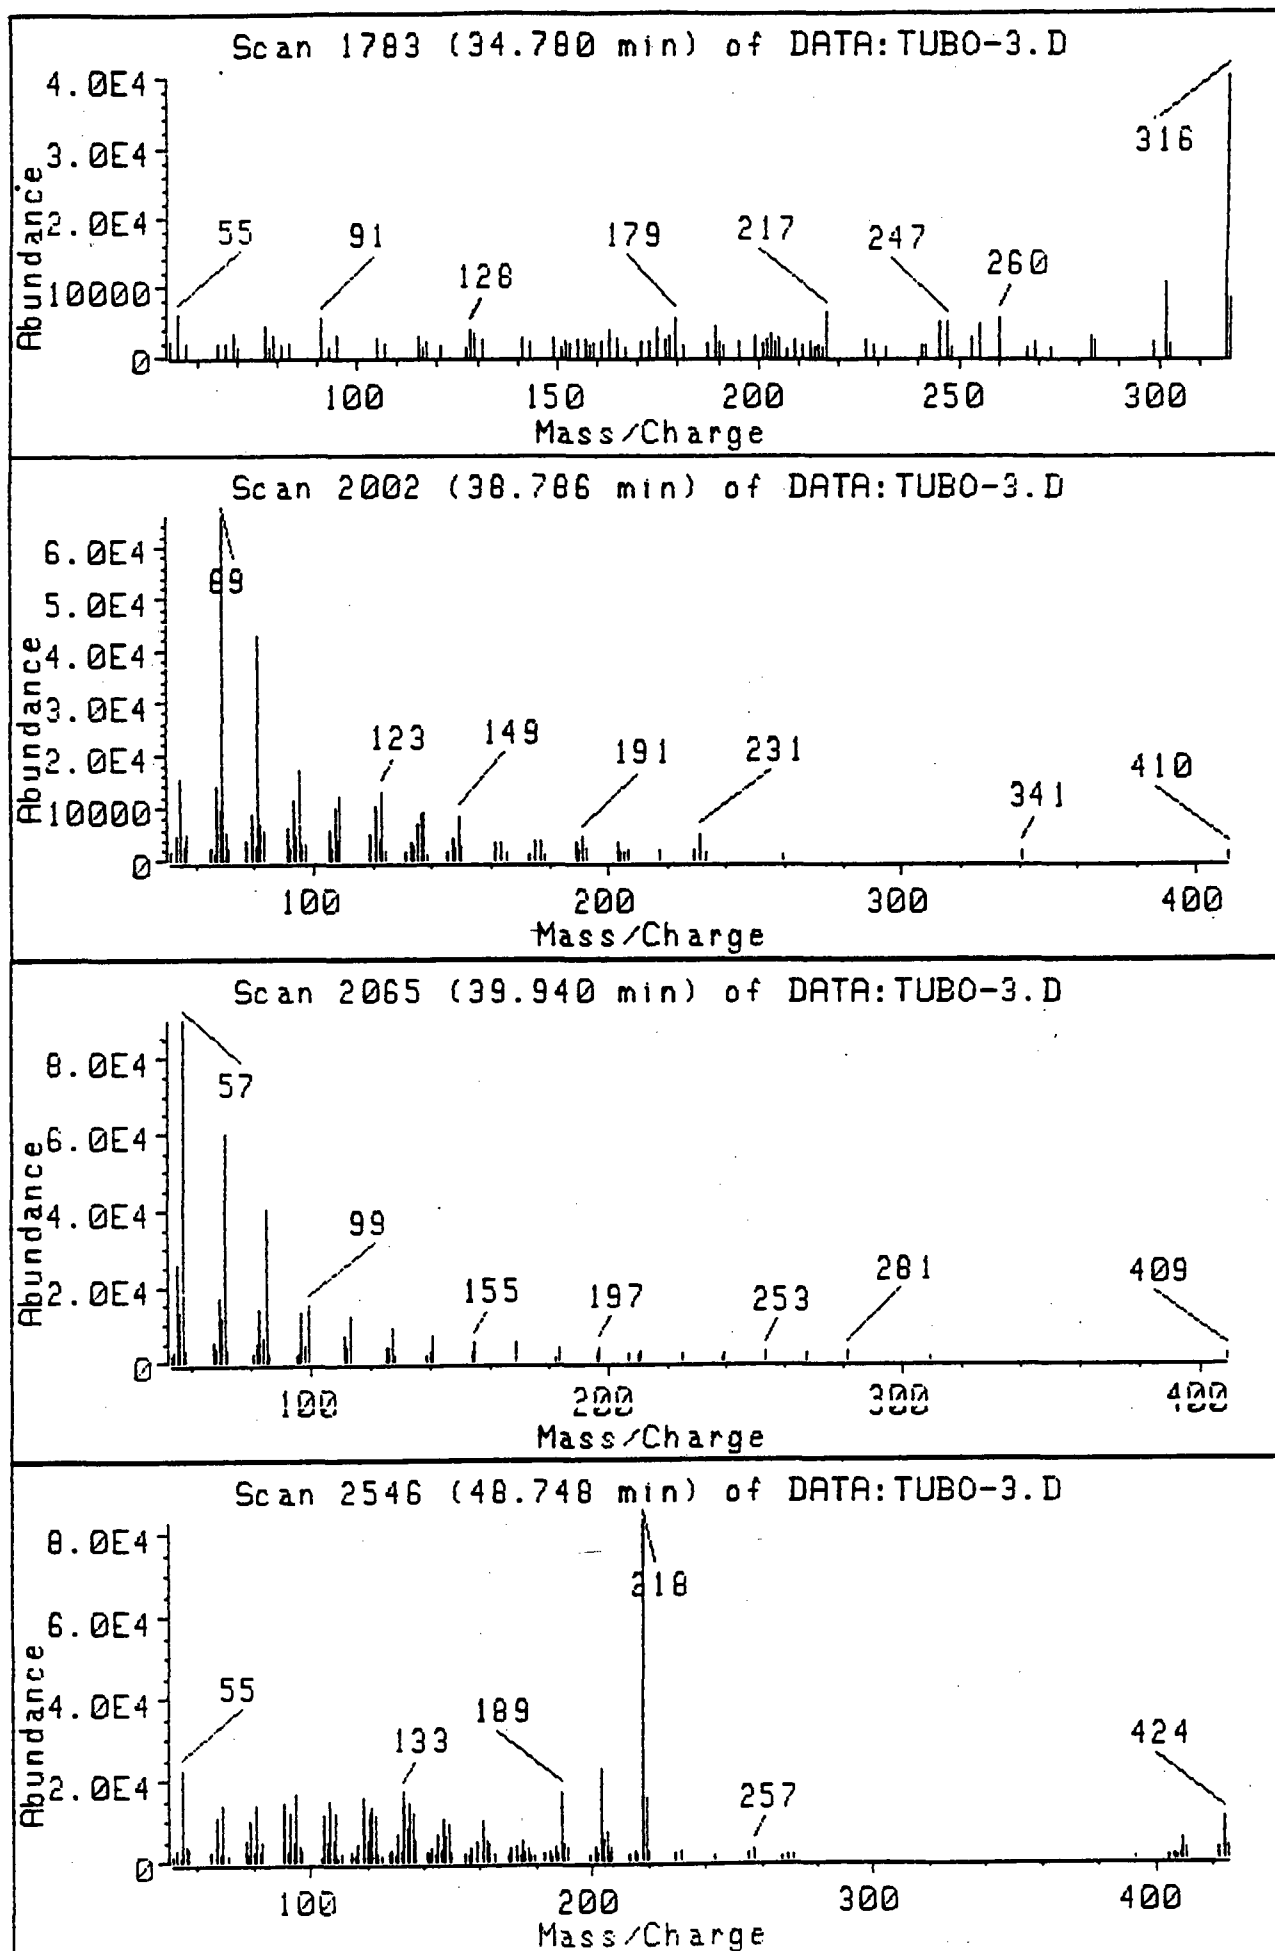 Scan 1783 (34.780 min) of DATA:TUBO-3.D
4.0E4
3.0E4
2.0E4
10000
0
Abundance
316
55
91
128
179
217
247
260
100 150 200 250 300
Mass/Charge
Scan 2002 (38.786 min) of DATA:TUBO-3.D
6.0E4
5.0E4
4.0E4
3.0E4
2.0E4
10000
0
Abundance
69
123
149
191
231
341
410
100 200 300 400
Mass/Charge
Scan 2065 (39.940 min) of DATA:TUBO-3.D
8.0E4
6.0E4
4.0E4
2.0E4
0
Abundance
57
99
155
197
253
281
409
100 200 300 400
Mass/Charge
Scan 2546 (48.748 min) of DATA:TUBO-3.D
8.0E4
6.0E4
4.0E4
2.0E4
0
Abundance
218
55
133
189
257
424
100 200 300 400
Mass/Charge